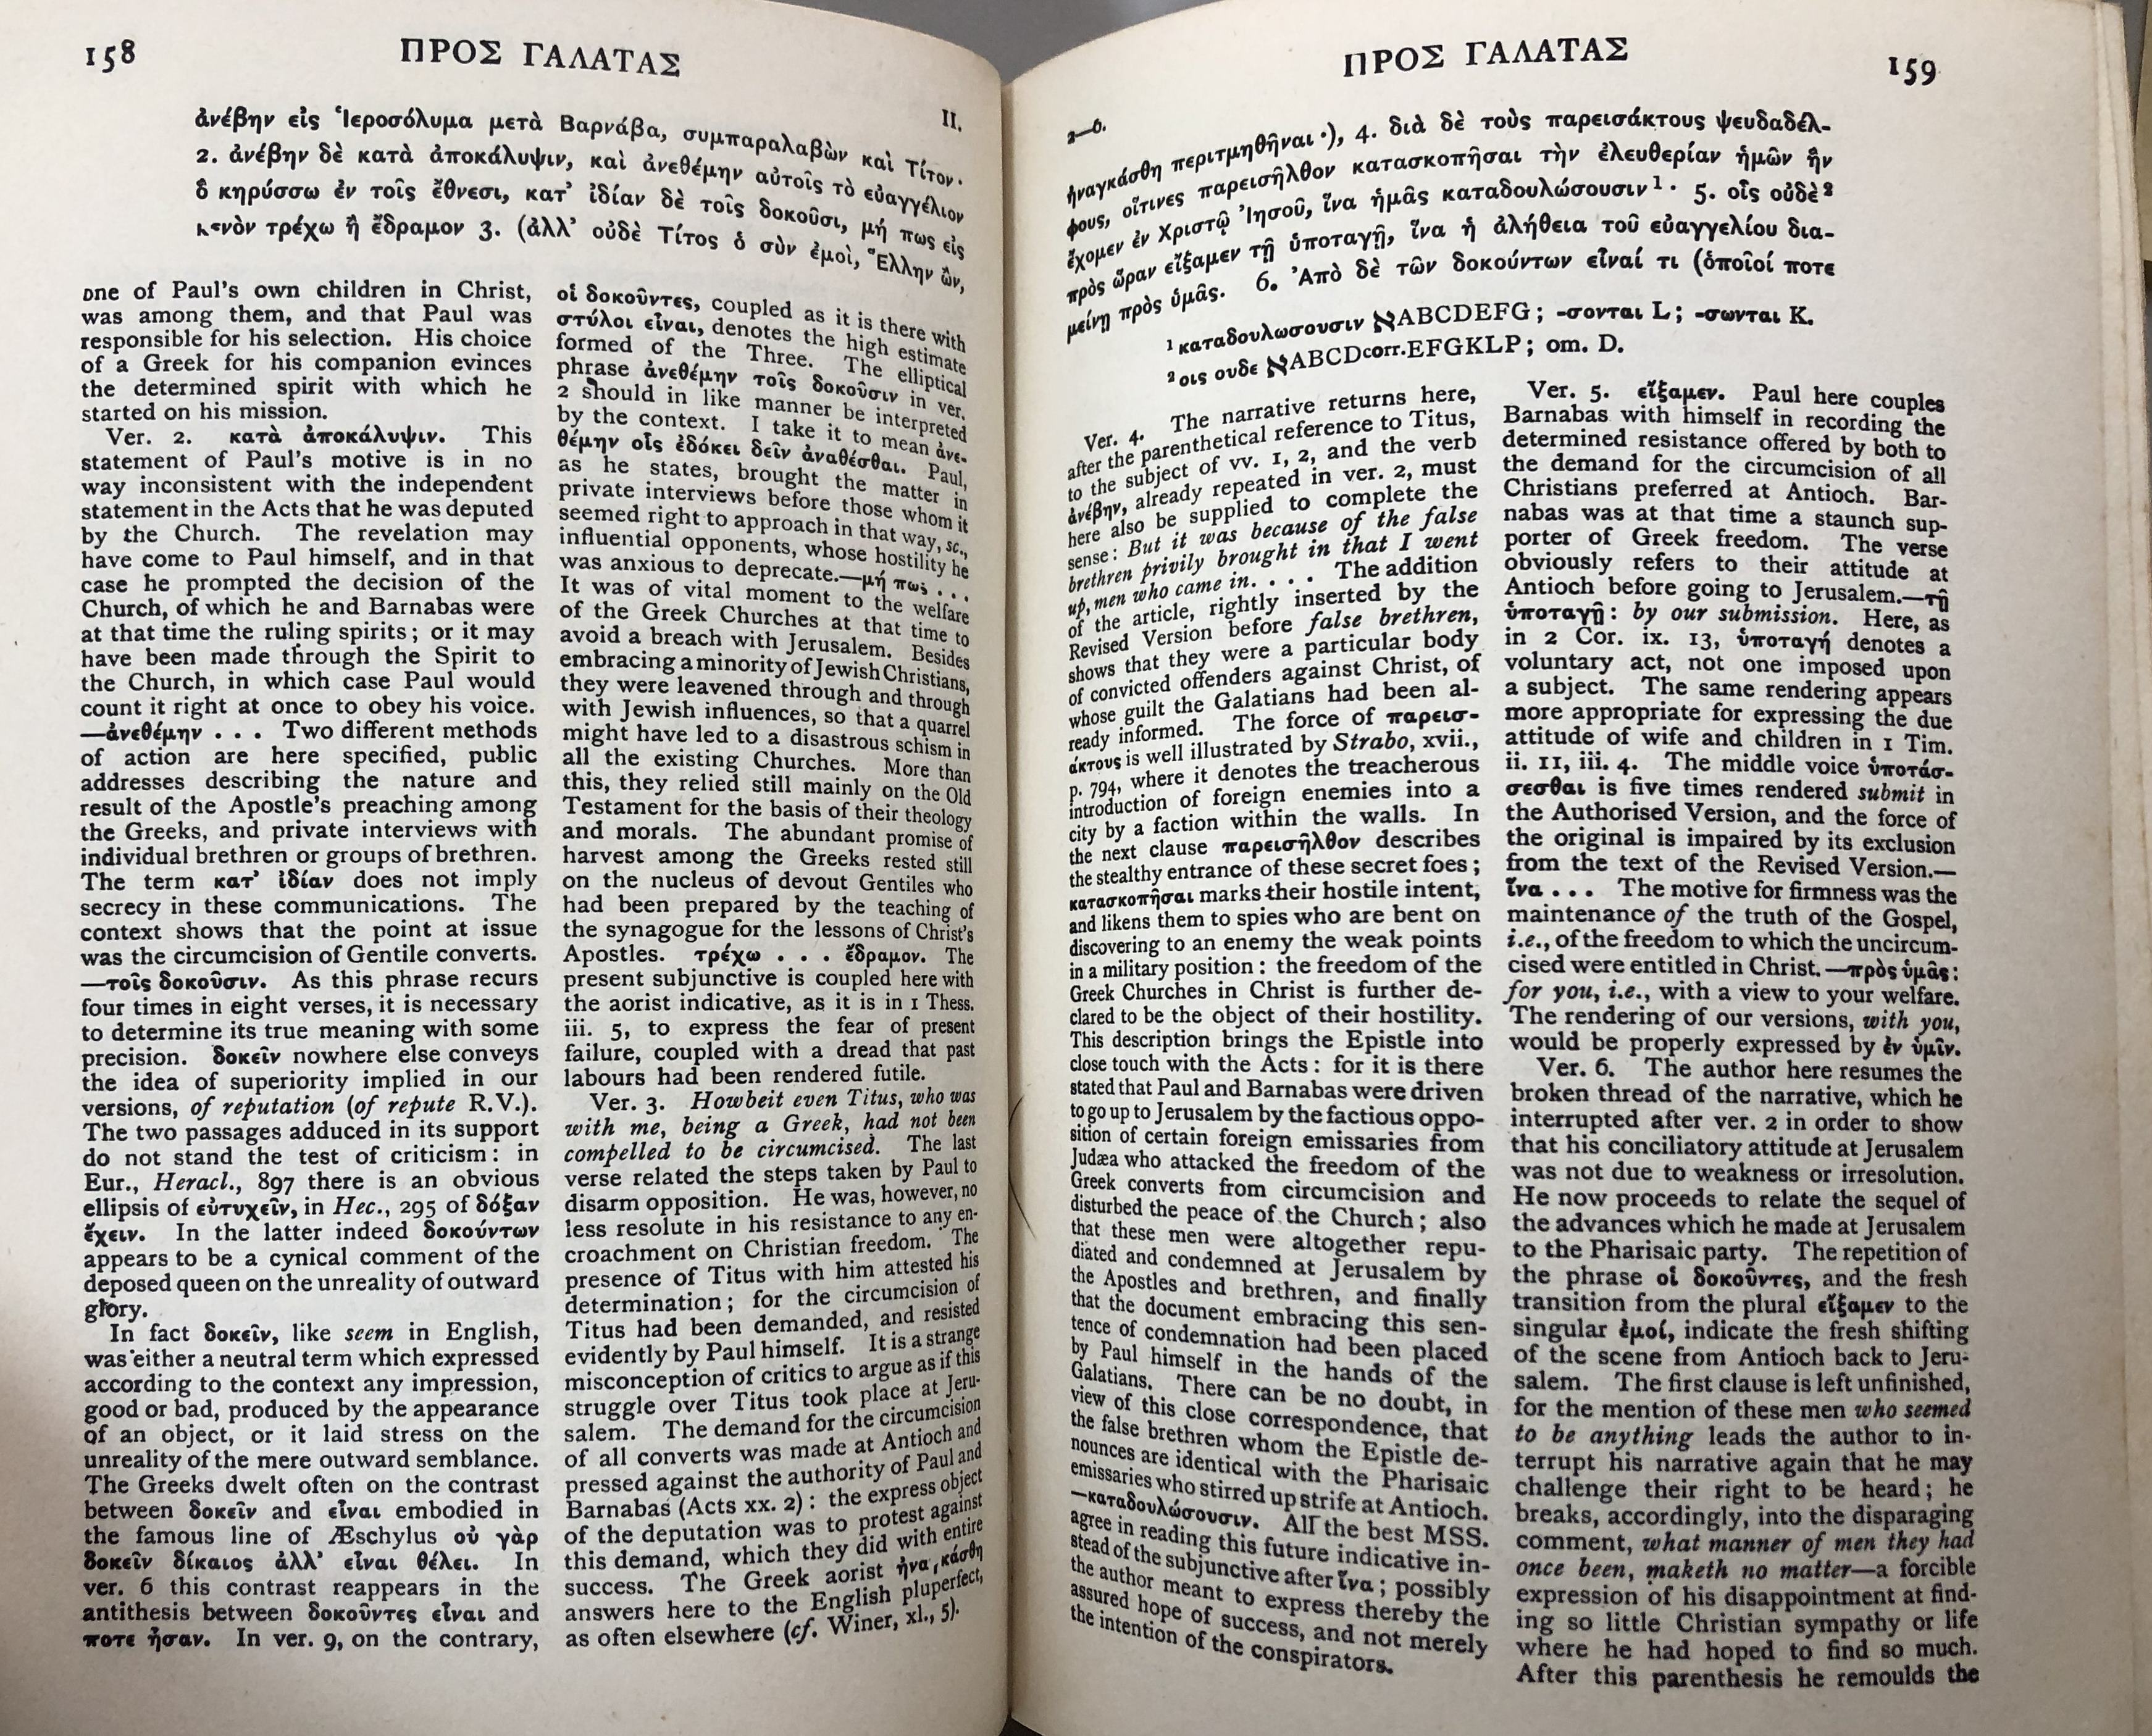 158
ΠΡΟΣ ΓΑΛΑΤΑΣ
II.
ἀνέβην εἰς Ἱεροσόλυμα μετὰ Βαρνάβα, συμπαραλαβὼν καὶ Τίτον·
2. ἀνέβην δὲ κατὰ ἀποκάλυψιν, καὶ ἀνεθέμην αὐτοῖς τὸ εὐαγγέλιον
ὃ κηρύσσω ἐν τοῖς ἔθνεσι, κατ᾽ ἰδίαν δὲ τοῖς δοκοῦσι, μή πως εἰς
κενὸν τρέχω ἢ ἔδραμον 3. (ἀλλ᾽ οὐδὲ Τίτος ὁ σὺν ἐμοὶ, Ἕλλην ὢν,
one of Paul's own children in Christ,
was among them, and that Paul was
responsible for his selection. His choice
of a Greek for his companion evinces
the determined spirit with which he
started on his mission.
Ver. 2. κατὰ ἀποκάλυψιν. This
statement of Paul's motive is in no
way inconsistent with the independent
statement in the Acts that he was deputed
by the Church. The revelation may
have come to Paul himself, and in that
case he prompted the decision of the
Church, of which he and Barnabas were
at that time the ruling spirits; or it may
have been made through the Spirit to
the Church, in which case Paul would
count it right at once to obey his voice.
—ἀνεθέμην . . . Two different methods
of action are here specified, public
addresses describing the nature and
result of the Apostle's preaching among
the Greeks, and private interviews with
individual brethren or groups of brethren.
The term κατ᾽ ἰδίαν does not imply
secrecy in these communications. The
context shows that the point at issue
was the circumcision of Gentile converts.
—τοῖς δοκοῦσιν. As this phrase recurs
four times in eight verses, it is necessary
to determine its true meaning with some
precision. δοκεῖν nowhere else conveys
the idea of superiority implied in our
versions, of reputation (of repute R.V.).
The two passages adduced in its support
do not stand the test of criticism: in
Eur., Heracl., 897 there is an obvious
ellipsis of εὐτυχεῖν, in Hec., 295 of δόξαν
ἔχειν. In the latter indeed δοκούντων
appears to be a cynical comment of the
deposed queen on the unreality of outward
glory.
In fact δοκεῖν, like seem in English,
was either a neutral term which expressed
according to the context any impression,
good or bad, produced by the appearance
of an object, or it laid stress on the
unreality of the mere outward semblance.
The Greeks dwelt often on the contrast
between δοκεῖν and εἶναι embodied in
the famous line of Æschylus οὐ γὰρ
δοκεῖν δίκαιος ἀλλ᾽ εἶναι θέλει. In
ver. 6 this contrast reappears in the
antithesis between δοκοῦντες εἶναι and
ποτε ἦσαν. In ver. 9, on the contrary,
οἱ δοκοῦντες, coupled as it is there with
στύλοι εἶναι, denotes the high estimate
formed of the Three. The elliptical
phrase ἀνεθέμην τοῖς δοκοῦσιν in ver.
2 should in like manner be interpreted
by the context. I take it to mean ἀνε-
θέμην οἷς ἐδόκει δεῖν ἀναθέσθαι. Paul,
as he states, brought the matter in
private interviews before those whom it
seemed right to approach in that way, sc.,
influential opponents, whose hostility he
was anxious to deprecate.—μή πως . . .
It was of vital moment to the welfare
of the Greek Churches at that time to
avoid a breach with Jerusalem. Besides
embracing a minority of Jewish Christians,
they were leavened through and through
with Jewish influences, so that a quarrel
might have led to a disastrous schism in
all the existing Churches. More than
this, they relied still mainly on the Old
Testament for the basis of their theology
and morals. The abundant promise of
harvest among the Greeks rested still
on the nucleus of devout Gentiles who
had been prepared by the teaching of
the synagogue for the lessons of Christ's
Apostles. τρέχω . . . ἔδραμον. The
present subjunctive is coupled here with
the aorist indicative, as it is in 1 Thess.
iii. 5, to express the fear of present
failure, coupled with a dread that past
labours had been rendered futile.
Ver. 3. Howbeit even Titus, who was
with me, being a Greek, had not been
compelled to be circumcised. The last
verse related the steps taken by Paul to
disarm opposition. He was, however, no
less resolute in his resistance to any en-
croachment on Christian freedom. The
presence of Titus with him attested his
determination; for the circumcision of
Titus had been demanded, and resisted
evidently by Paul himself. It is a strange
misconception of critics to argue as if this
struggle over Titus took place at Jeru-
salem. The demand for the circumcision
of all converts was made at Antioch and
pressed against the authority of Paul and
Barnabas (Acts xx. 2): the express object
of the deputation was to protest against
this demand, which they did with entire
success. The Greek aorist ἠναγκάσθη
answers here to the English pluperfect,
as often elsewhere (cf. Winer, xl., 5).
ΠΡΟΣ ΓΑΛΑΤΑΣ
159
2—6.
ἠναγκάσθη περιτμηθῆναι·), 4. διὰ δὲ τοὺς παρεισάκτους ψευδαδέλ-
φους, οἵτινες παρεισῆλθον κατασκοπῆσαι τὴν ἐλευθερίαν ἡμῶν ἣν
ἔχομεν ἐν Χριστῷ Ἰησοῦ, ἵνα ἡμᾶς καταδουλώσουσιν¹· 5. οἷς οὐδὲ²
πρὸς ὥραν εἴξαμεν τῇ ὑποταγῇ, ἵνα ἡ ἀλήθεια τοῦ εὐαγγελίου δια-
μείνῃ πρὸς ὑμᾶς. 6. Ἀπὸ δὲ τῶν δοκούντων εἶναί τι (ὁποῖοί ποτε
¹ καταδουλωσουσιν ℵABCDEFG; -σονται L; -σωνται K.
² οις ουδε ℵABCDcorr.EFGKLP; om. D.
Ver. 4. The narrative returns here,
after the parenthetical reference to Titus,
to the subject of vv. 1, 2, and the verb
ἀνέβην, already repeated in ver. 2, must
here also be supplied to complete the
sense: But it was because of the false
brethren privily brought in that I went
up, men who came in. . . . The addition
of the article, rightly inserted by the
Revised Version before false brethren,
shows that they were a particular body
of convicted offenders against Christ, of
whose guilt the Galatians had been al-
ready informed. The force of παρεισ-
άκτους is well illustrated by Strabo, xvii.,
p. 794, where it denotes the treacherous
introduction of foreign enemies into a
city by a faction within the walls. In
the next clause παρεισῆλθον describes
the stealthy entrance of these secret foes;
κατασκοπῆσαι marks their hostile intent,
and likens them to spies who are bent on
discovering to an enemy the weak points
in a military position: the freedom of the
Greek Churches in Christ is further de-
clared to be the object of their hostility.
This description brings the Epistle into
close touch with the Acts: for it is there
stated that Paul and Barnabas were driven
to go up to Jerusalem by the factious oppo-
sition of certain foreign emissaries from
Judæa who attacked the freedom of the
Greek converts from circumcision and
disturbed the peace of the Church; also
that these men were altogether repu-
diated and condemned at Jerusalem by
the Apostles and brethren, and finally
that the document embracing this sen-
tence of condemnation had been placed
by Paul himself in the hands of the
Galatians. There can be no doubt, in
view of this close correspondence, that
the false brethren whom the Epistle de-
nounces are identical with the Pharisaic
emissaries who stirred up strife at Antioch.
—καταδουλώσουσιν. All the best MSS.
agree in reading this future indicative in-
stead of the subjunctive after ἵνα; possibly
the author meant to express thereby the
assured hope of success, and not merely
the intention of the conspirators.
Ver. 5. εἴξαμεν. Paul here couples
Barnabas with himself in recording the
determined resistance offered by both to
the demand for the circumcision of all
Christians preferred at Antioch. Bar-
nabas was at that time a staunch sup-
porter of Greek freedom. The verse
obviously refers to their attitude at
Antioch before going to Jerusalem.—τῇ
ὑποταγῇ: by our submission. Here, as
in 2 Cor. ix. 13, ὑποταγή denotes a
voluntary act, not one imposed upon
a subject. The same rendering appears
more appropriate for expressing the due
attitude of wife and children in 1 Tim.
ii. 11, iii. 4. The middle voice ὑποτάσ-
σεσθαι is five times rendered submit in
the Authorised Version, and the force of
the original is impaired by its exclusion
from the text of the Revised Version.—
ἵνα . . . The motive for firmness was the
maintenance of the truth of the Gospel,
i.e., of the freedom to which the uncircum-
cised were entitled in Christ.—πρὸς ὑμᾶς:
for you, i.e., with a view to your welfare.
The rendering of our versions, with you,
would be properly expressed by ἐν ὑμῖν.
Ver. 6. The author here resumes the
broken thread of the narrative, which he
interrupted after ver. 2 in order to show
that his conciliatory attitude at Jerusalem
was not due to weakness or irresolution.
He now proceeds to relate the sequel of
the advances which he made at Jerusalem
to the Pharisaic party. The repetition of
the phrase οἱ δοκοῦντες, and the fresh
transition from the plural εἴξαμεν to the
singular ἐμοί, indicate the fresh shifting
of the scene from Antioch back to Jeru-
salem. The first clause is left unfinished,
for the mention of these men who seemed
to be anything leads the author to in-
terrupt his narrative again that he may
challenge their right to be heard; he
breaks, accordingly, into the disparaging
comment, what manner of men they had
once been, maketh no matter—a forcible
expression of his disappointment at find-
ing so little Christian sympathy or life
where he had hoped to find so much.
After this parenthesis he remoulds the